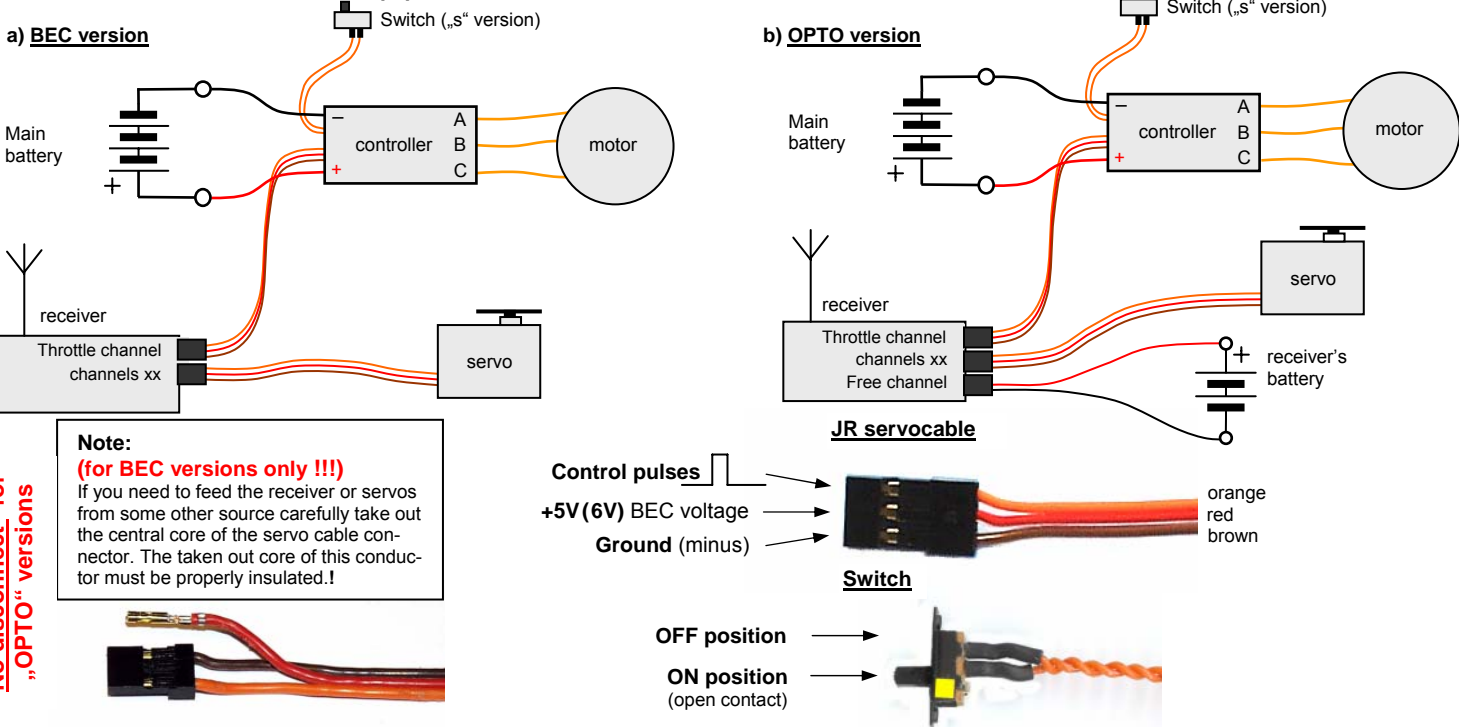 Switch („s“ version)
a) BEC version
Main
battery
+
–
+
controller
A
B
C
motor
receiver
Throttle channel
channels xx
servo
Switch („s“ version)
b) OPTO version
Main
battery
+
–
+
controller
A
B
C
motor
servo
receiver
Throttle channel
channels xx
Free channel
+
receiver's
battery
Note:
(for BEC versions only !!!)
If you need to feed the receiver or servos
from some other source carefully take out
the central core of the servo cable con-
nector. The taken out core of this conduc-
tor must be properly insulated.!
„OPTO“ versions
JR servocable
Control pulses
+5V(6V) BEC voltage
Ground (minus)
orange
red
brown
Switch
OFF position
ON position
(open contact)